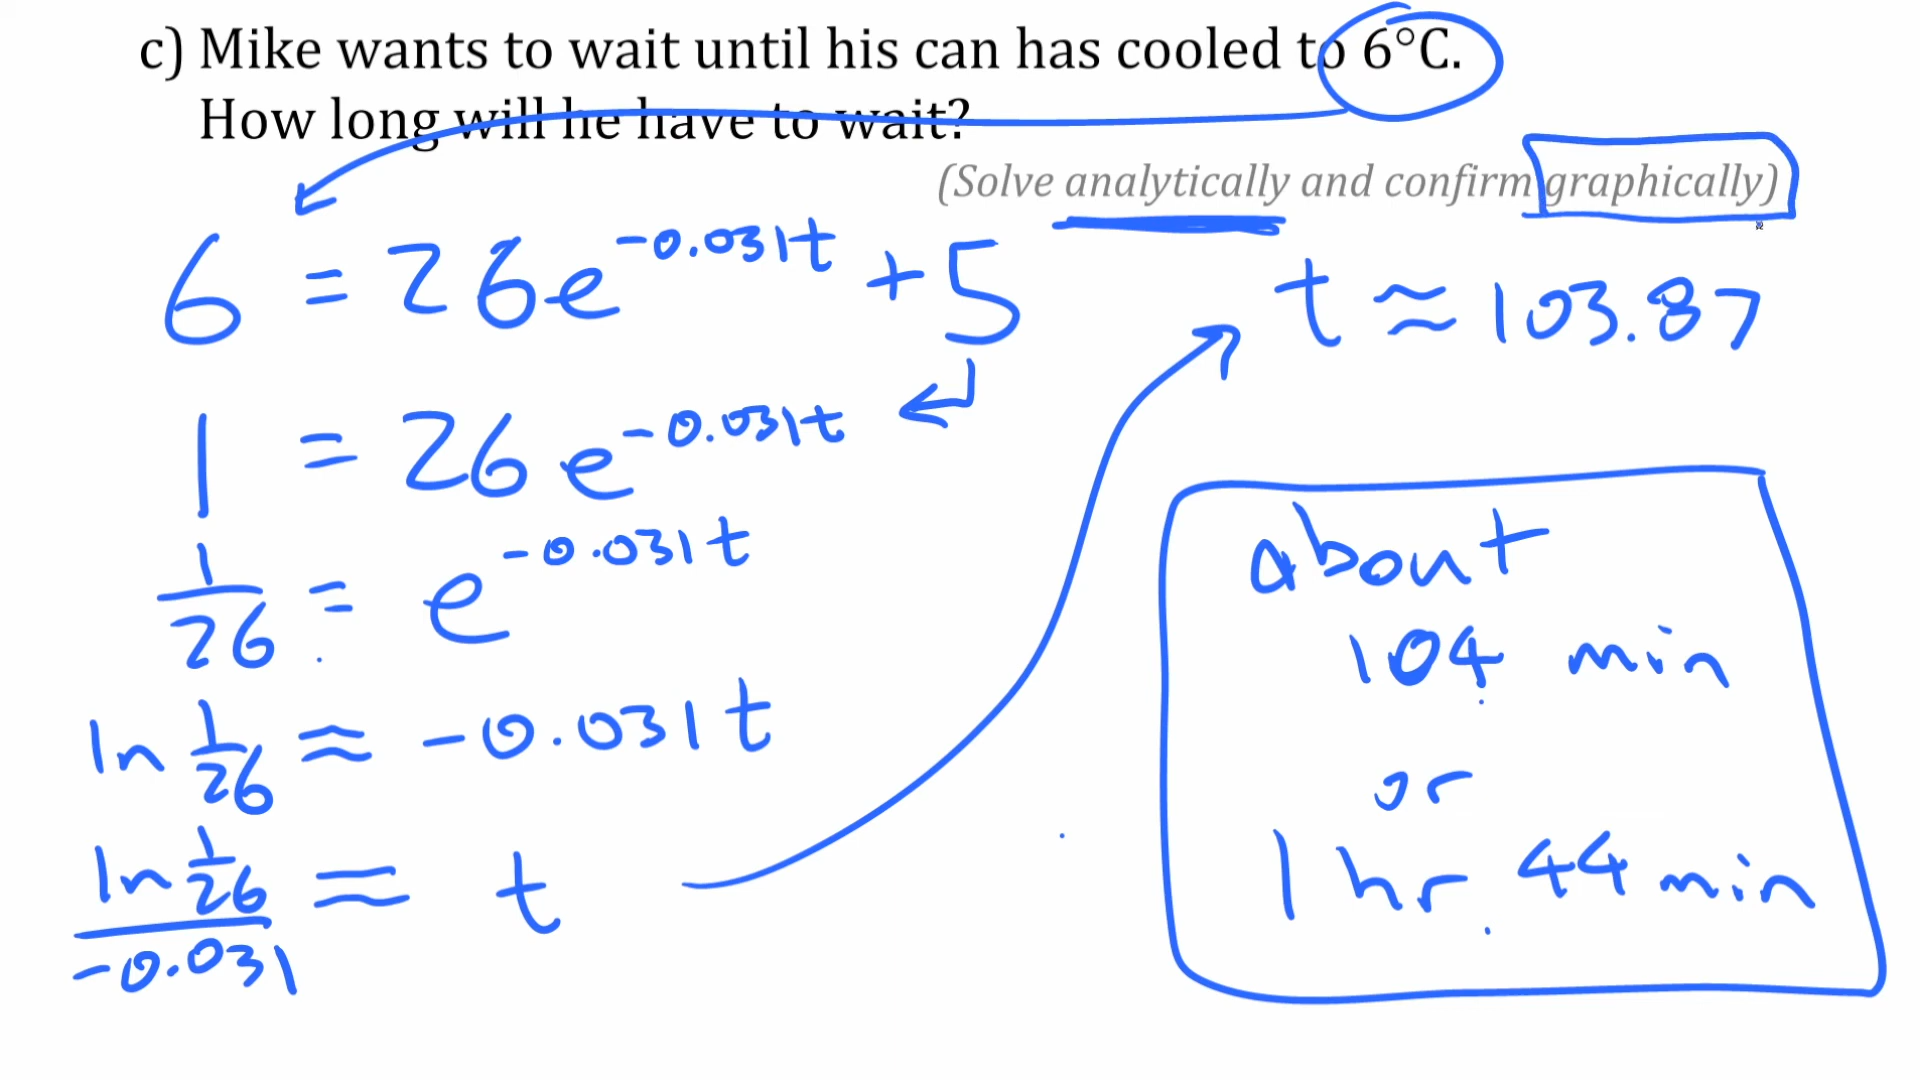 c) Mike wants to wait until his can has cooled to 6°C.
How long will he have to wait?
(Solve analytically and confirm graphically)
6 = 26e^{-0.031t} + 5
1 = 26e^{-0.031t}
1/26 = e^{-0.031t}
ln 1/26 ≈ -0.031t
ln 1/26 / -0.031 ≈ t
t ≈ 103.87
about
104 min
or
1 hr. 44 min